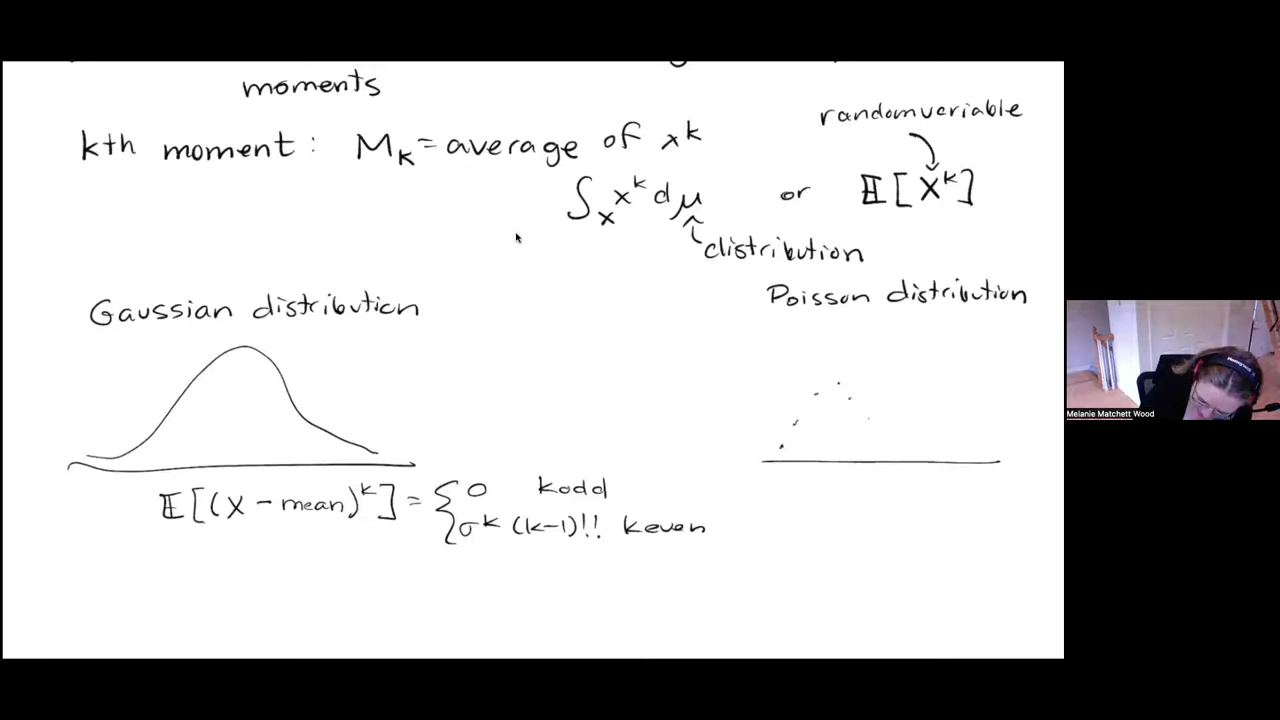 moments
kth moment: M_k = average of x^k
randomvariable
∫_X x^k dμ or 𝔼[X^k]
distribution
Gaussian distribution
Poisson distribution
𝔼[(X - mean)^k] = { 0 k odd
{ σ^k (k-1)!! k even
Melanie Matchett Wood